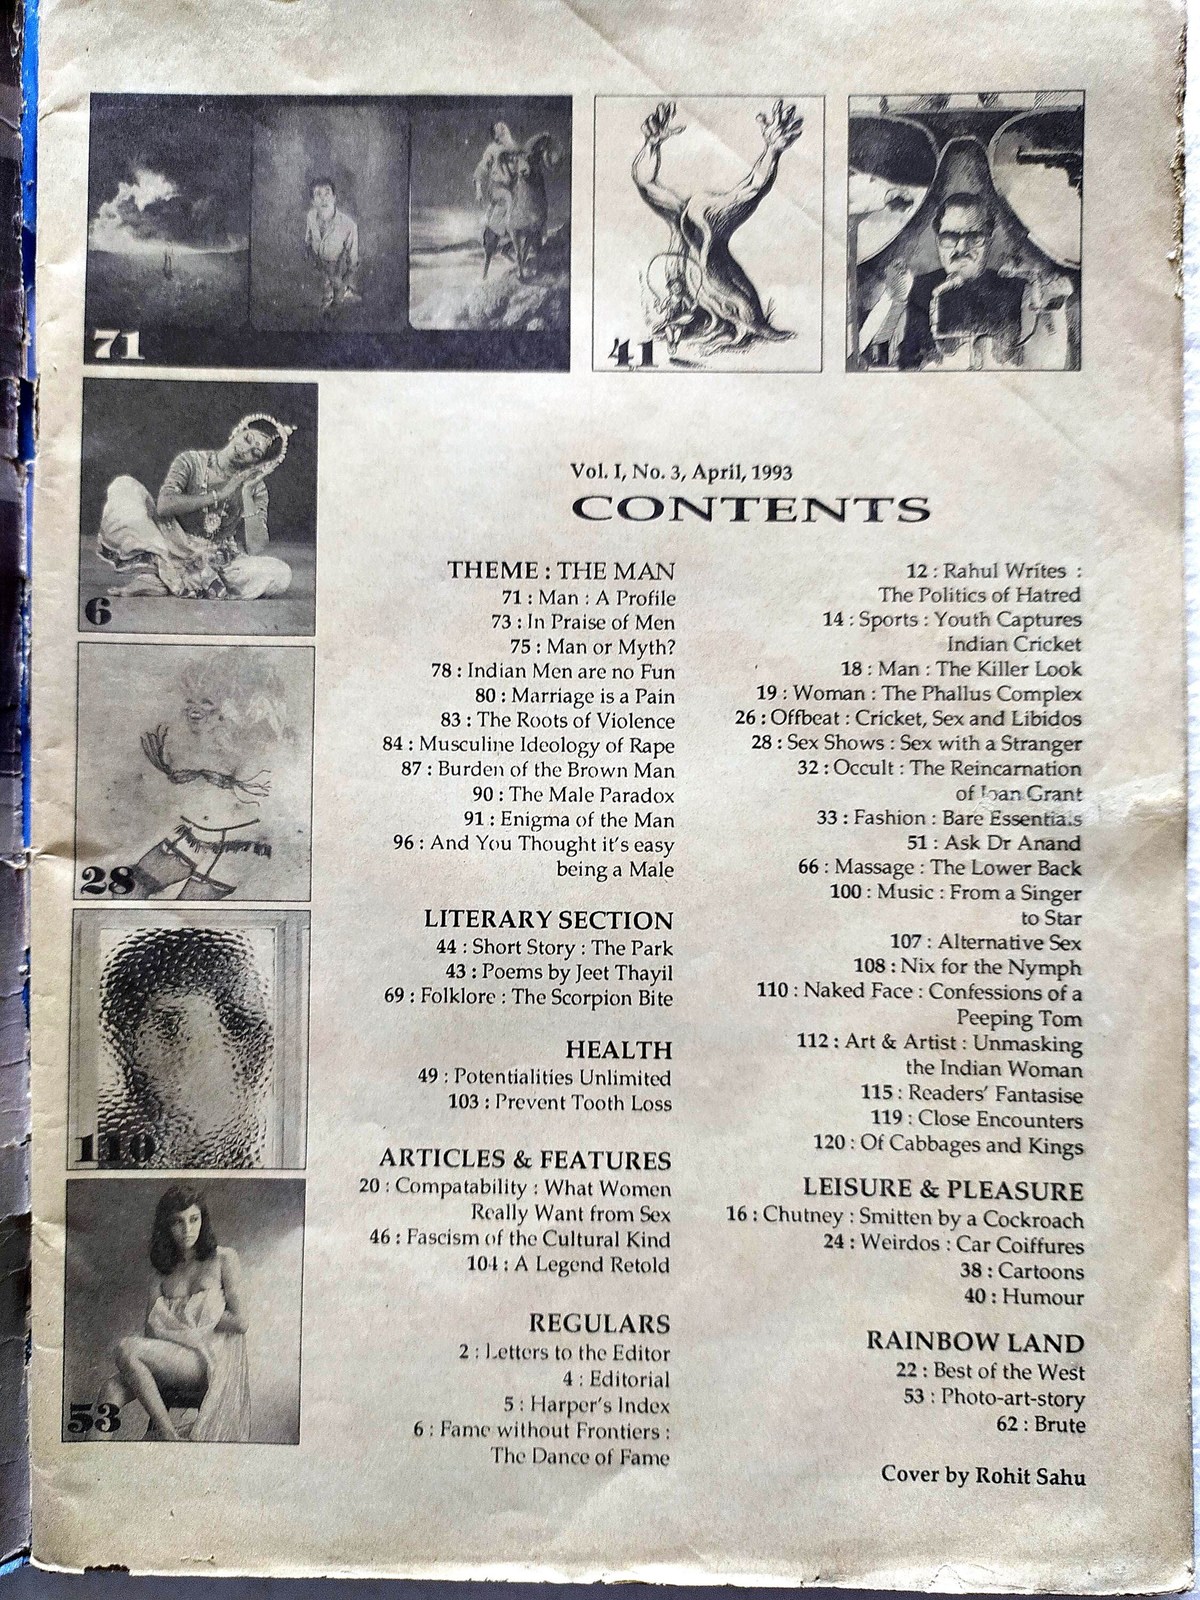 71
41
6
28
110
53
Vol. I, No. 3, April, 1993
CONTENTS
THEME : THE MAN
71 : Man : A Profile
73 : In Praise of Men
75 : Man or Myth?
78 : Indian Men are no Fun
80 : Marriage is a Pain
83 : The Roots of Violence
84 : Musculine Ideology of Rape
87 : Burden of the Brown Man
90 : The Male Paradox
91 : Enigma of the Man
96 : And You Thought it's easy
being a Male
LITERARY SECTION
44 : Short Story : The Park
43 : Poems by Jeet Thayil
69 : Folklore : The Scorpion Bite
HEALTH
49 : Potentialities Unlimited
103 : Prevent Tooth Loss
ARTICLES & FEATURES
20 : Compatability : What Women
Really Want from Sex
46 : Fascism of the Cultural Kind
104 : A Legend Retold
REGULARS
2 : Letters to the Editor
4 : Editorial
5 : Harper's Index
6 : Fame without Frontiers :
The Dance of Fame
12 : Rahul Writes :
The Politics of Hatred
14 : Sports : Youth Captures
Indian Cricket
18 : Man : The Killer Look
19 : Woman : The Phallus Complex
26 : Offbeat : Cricket, Sex and Libidos
28 : Sex Shows : Sex with a Stranger
32 : Occult : The Reincarnation
of Joan Grant
33 : Fashion : Bare Essentials
51 : Ask Dr Anand
66 : Massage : The Lower Back
100 : Music : From a Singer
to Star
107 : Alternative Sex
108 : Nix for the Nymph
110 : Naked Face : Confessions of a
Peeping Tom
112 : Art & Artist : Unmasking
the Indian Woman
115 : Readers' Fantasise
119 : Close Encounters
120 : Of Cabbages and Kings
LEISURE & PLEASURE
16 : Chutney : Smitten by a Cockroach
24 : Weirdos : Car Coiffures
38 : Cartoons
40 : Humour
RAINBOW LAND
22 : Best of the West
53 : Photo-art-story
62 : Brute
Cover by Rohit Sahu